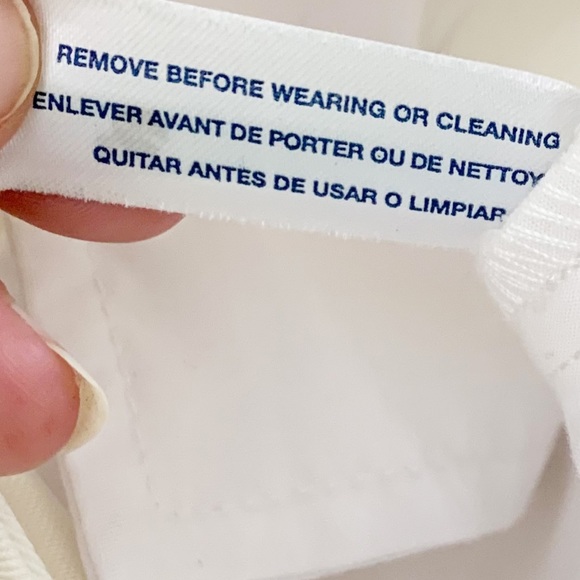 REMOVE BEFORE WEARING OR CLEANING
ENLEVER AVANT DE PORTER OU DE NETTOY
QUITAR ANTES DE USAR O LIMPIAR